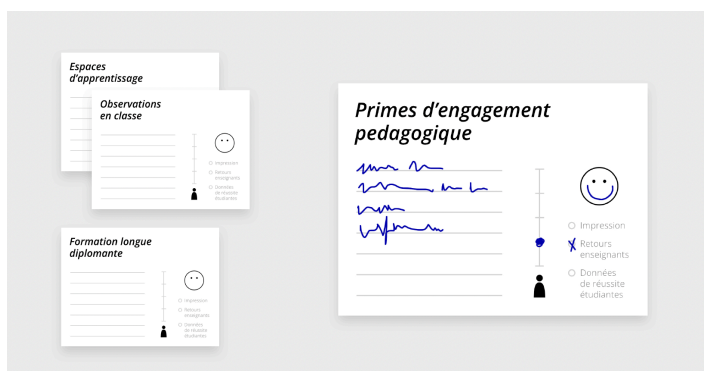 Espaces
d'apprentissage
Observations
en classe
Impression
Retours
enseignants
Données
de réussite
étudiantes
Formation longue
diplomante
Impression
Retours
enseignants
Données
de réussite
étudiantes
Primes d'engagement
pedagogique
Impression
X Retours
enseignants
Données
de réussite
étudiantes